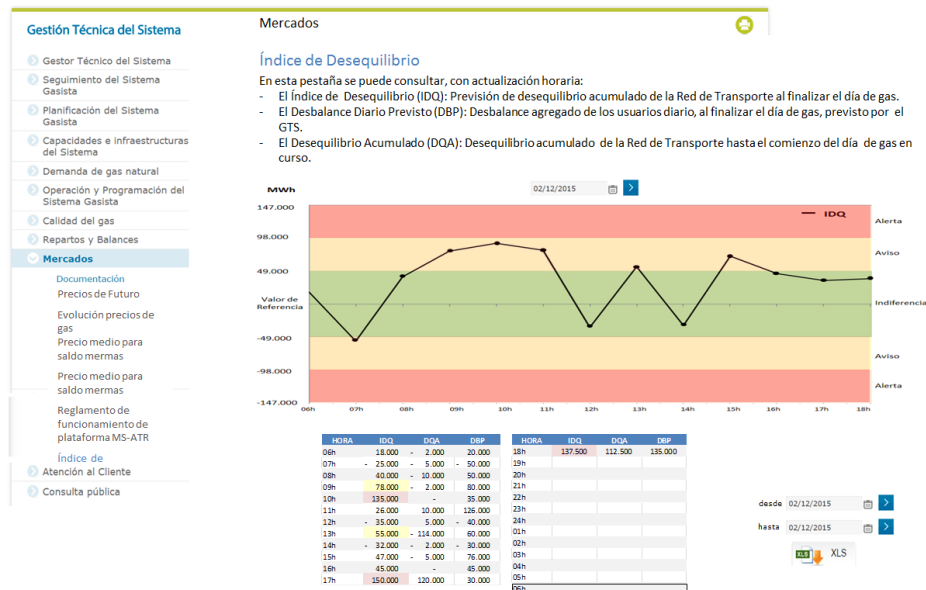 Gestión Técnica del Sistema
Gestor Técnico del Sistema
Seguimiento del Sistema
Gasista
Planificación del Sistema
Gasista
Capacidades e infraestructuras
del Sistema
Demanda de gas natural
Operación y Programación del
Sistema Gasista
Calidad del gas
Repartos y Balances
Mercados
Documentación
Precios de Futuro
Evolución precios de
gas
Precio medio para
saldo mermas
Precio medio para
saldo mermas
Reglamento de
funcionamiento de
plataforma MS-ATR
Índice de
Atención al Cliente
Consulta pública
Mercados
Índice de Desequilibrio
En esta pestaña se puede consultar, con actualización horaria:
- El Índice de Desequilibrio (IDQ): Previsión de desequilibrio acumulado de la Red de Transporte al finalizar el día de gas.
- El Desbalance Diario Previsto (DBP): Desbalance agregado de los usuarios diario, al finalizar el día de gas, previsto por el
GTS.
- El Desequilibrio Acumulado (DQA): Desequilibrio acumulado de la Red de Transporte hasta el comienzo del día de gas en
curso.
MWh
02/12/2015
147.000
IDQ
Alerta
98.000
Aviso
49.000
Valor de
Referencia
Indiferencia
-49.000
Aviso
-98.000
Alerta
-147.000
06h 07h 08h 09h 10h 11h 12h 13h 14h 15h 16h 17h 18h
HORA IDQ DQA DBP
06h 18.000 - 2.000 20.000
07h - 25.000 - 5.000 - 50.000
08h 40.000 - 10.000 50.000
09h 78.000 - 2.000 80.000
10h 135.000 - 35.000
11h 26.000 10.000 126.000
12h - 35.000 5.000 - 40.000
13h 55.000 - 114.000 60.000
14h - 32.000 - 2.000 - 30.000
15h 47.000 - 5.000 76.000
16h 45.000 - 45.000
17h 150.000 120.000 30.000
HORA IDQ DQA DBP
18h 137.500 112.500 135.000
19h
20h
21h
22h
23h
24h
01h
02h
03h
04h
05h
06h
desde 02/12/2015
hasta 02/12/2015
XLS XLS